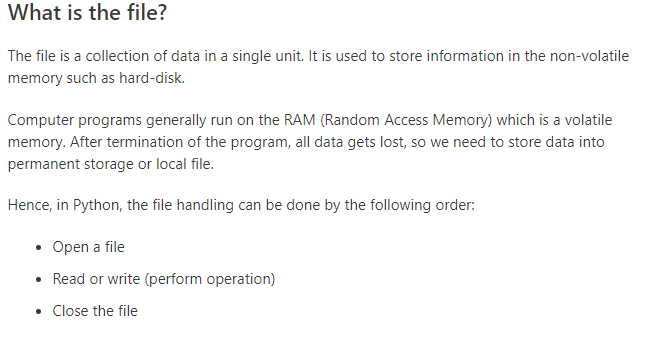 What is the file?
The file is a collection of data in a single unit. It is used to store information in the non-volatile
memory such as hard-disk.
Computer programs generally run on the RAM (Random Access Memory) which is a volatile
memory. After termination of the program, all data gets lost, so we need to store data into
permanent storage or local file.
Hence, in Python, the file handling can be done by the following order:
• Open a file
• Read or write (perform operation)
• Close the file